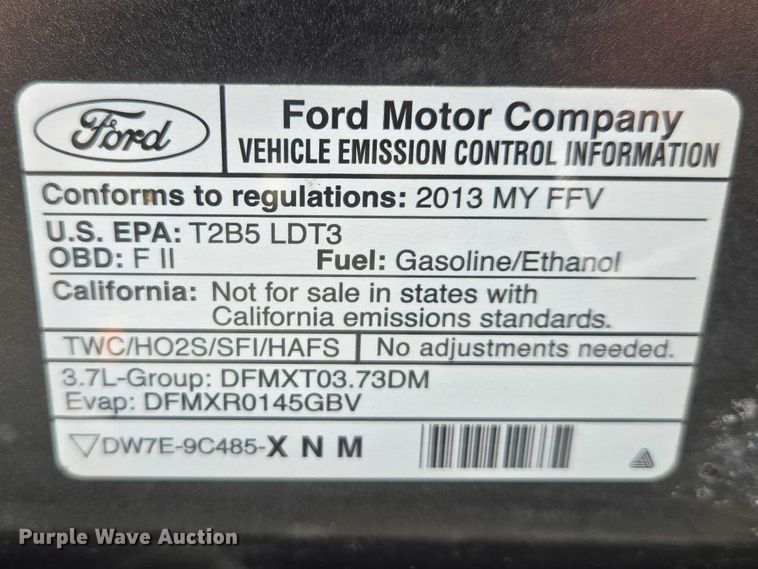 Ford
Ford Motor Company
VEHICLE EMISSION CONTROL INFORMATION
Conforms to regulations: 2013 MY FFV
U.S. EPA: T2B5 LDT3
OBD: F II Fuel: Gasoline/Ethanol
California: Not for sale in states with
California emissions standards.
TWC/HO2S/SFI/HAFS No adjustments needed.
3.7L-Group: DFMXT03.73DM
Evap: DFMXR0145GBV
DW7E-9C485-X N M
Purple Wave Auction